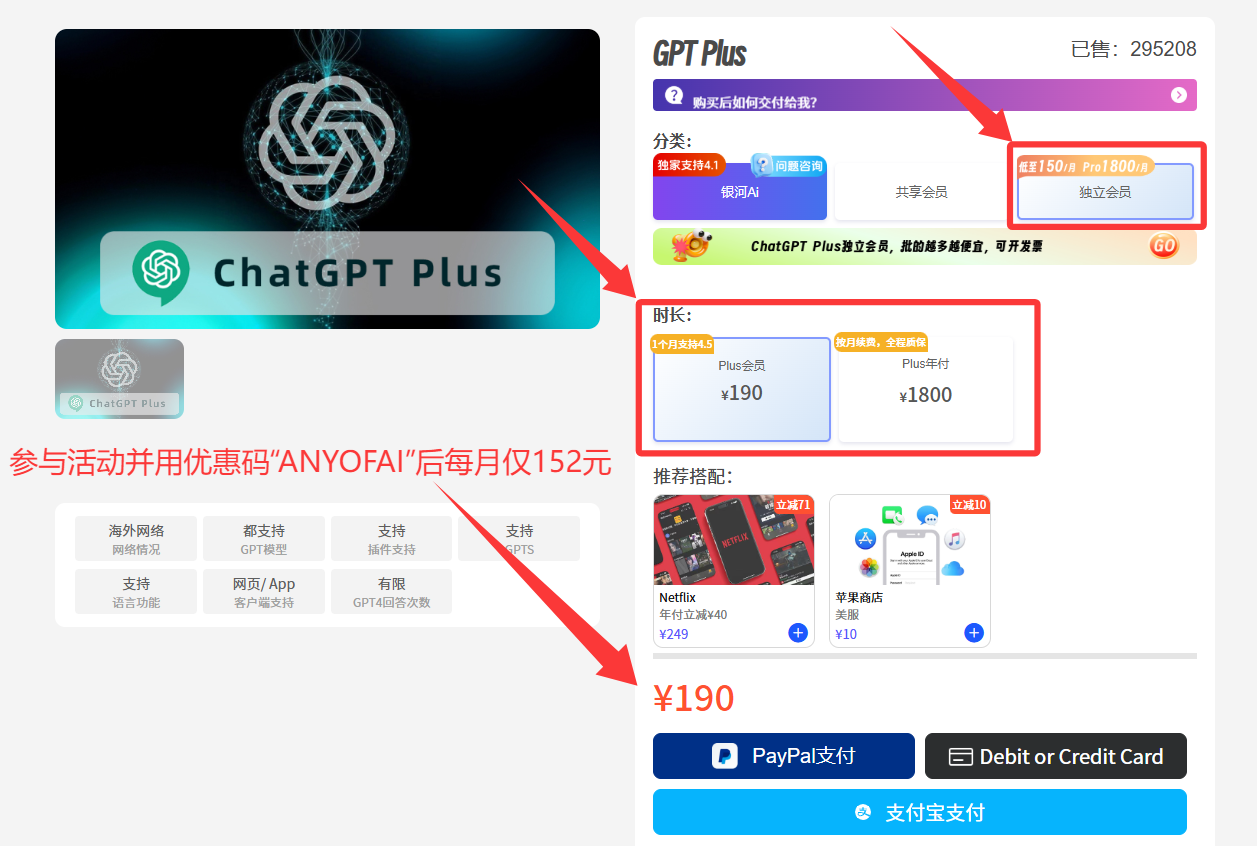 GPT Plus
已售：295208
购买后如何交付给我？
分类：
独家支持4.1
问题咨询
低至150/月 Pro1800/月
银河Ai
共享会员
独立会员
ChatGPT Plus独立会员，批的越多越便宜，可开发票
GO
ChatGPT Plus
ChatGPT Plus
时长：
1个月支持4.5
Plus会员
¥190
按月续费，全程质保
Plus年付
¥1800
参与活动并用优惠码“ANYOFAI”后每月仅152元
海外网络
网络情况
都支持
GPT模型
支持
插件支持
支持
GPTS
支持
语言功能
网页/ App
客户端支持
有限
GPT4回答次数
推荐搭配：
立减71
NETFLIX
Netflix
年付立减¥40
¥249
立减10
Apple ID
苹果商店
美服
¥10
¥190
PayPal支付
Debit or Credit Card
支付宝支付